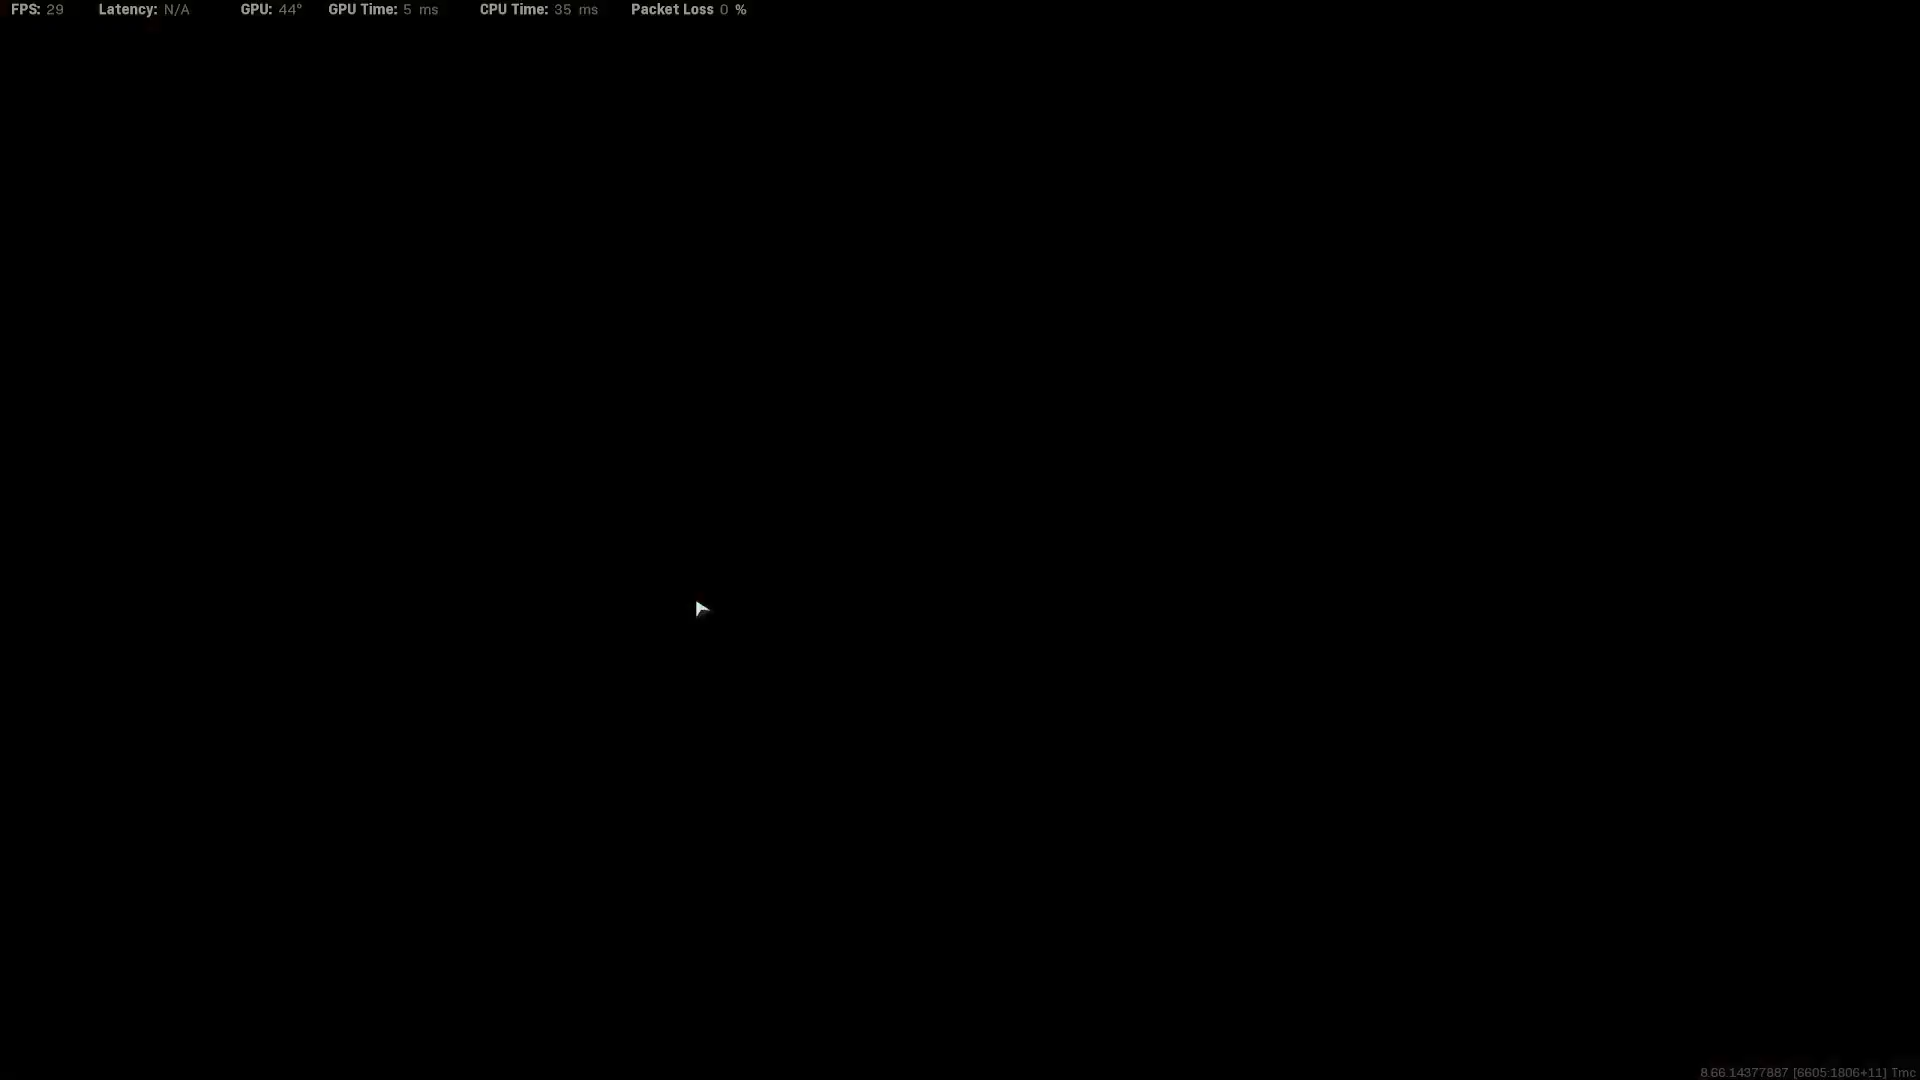 FPS: 29 Latency: N/A GPU: 44° GPU Time: 5 ms CPU Time: 35 ms Packet Loss 0 %
8.66.14377887 [6605:1806+11] Tmc